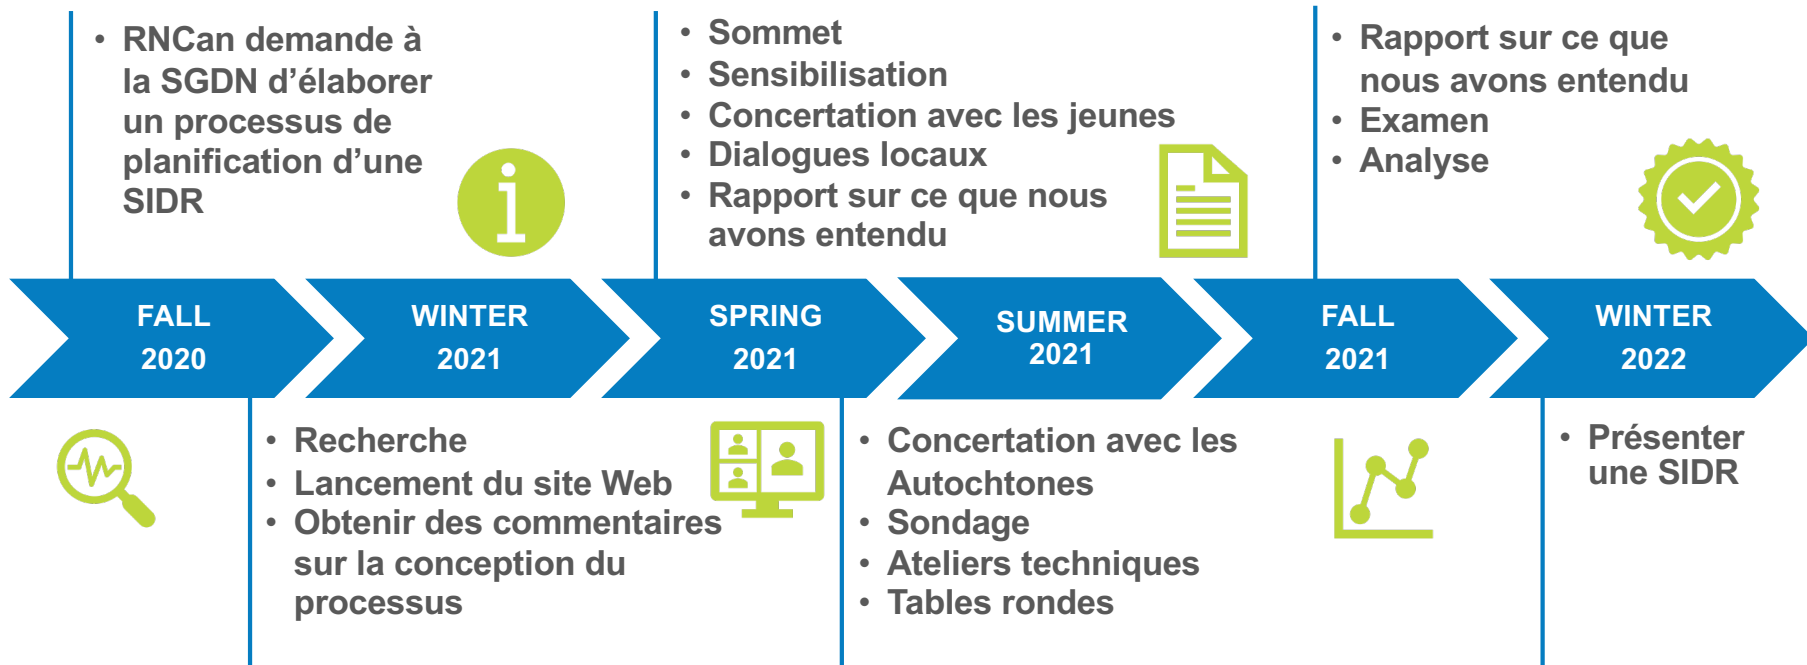 • RNCan demande à
la SGDN d’élaborer
un processus de
planification d’une
SIDR
• Sommet
• Sensibilisation
• Concertation avec les jeunes
• Dialogues locaux
• Rapport sur ce que nous
avons entendu
• Rapport sur ce que
nous avons entendu
• Examen
• Analyse
FALL
2020
WINTER
2021
SPRING
2021
SUMMER
2021
FALL
2021
WINTER
2022
• Recherche
• Lancement du site Web
• Obtenir des commentaires
sur la conception du
processus
• Concertation avec les
Autochtones
• Sondage
• Ateliers techniques
• Tables rondes
• Présenter
une SIDR